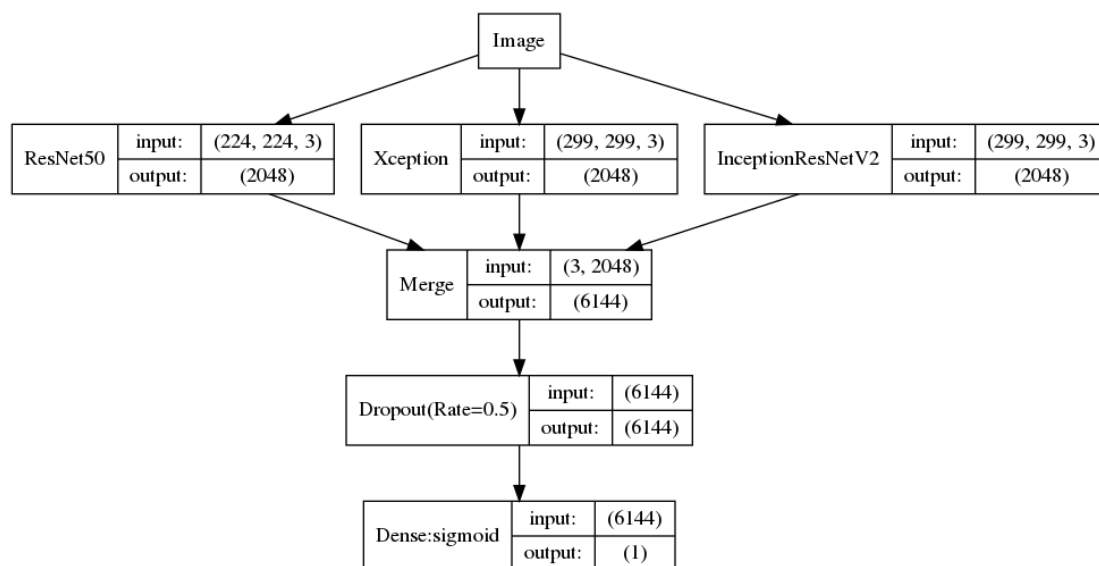 Image
ResNet50
input: (224, 224, 3)
output: (2048)
Xception
input: (299, 299, 3)
output: (2048)
InceptionResNetV2
input: (299, 299, 3)
output: (2048)
Merge
input: (3, 2048)
output: (6144)
Dropout(Rate=0.5)
input: (6144)
output: (6144)
Dense:sigmoid
input: (6144)
output: (1)